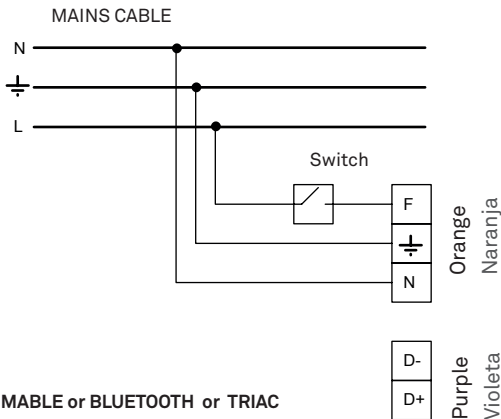 MAINS CABLE
N
L
Switch
F
N
Orange
Naranja
D-
D+
Purple
Violeta
MABLE or BLUETOOTH or TRIAC